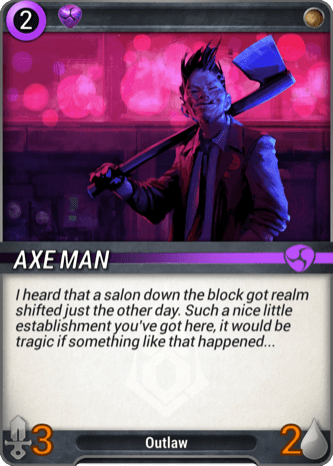 2
AXE MAN
I heard that a salon down the block got realm
shifted just the other day. Such a nice little
establishment you've got here, it would be
tragic if something like that happened...
3 Outlaw 2